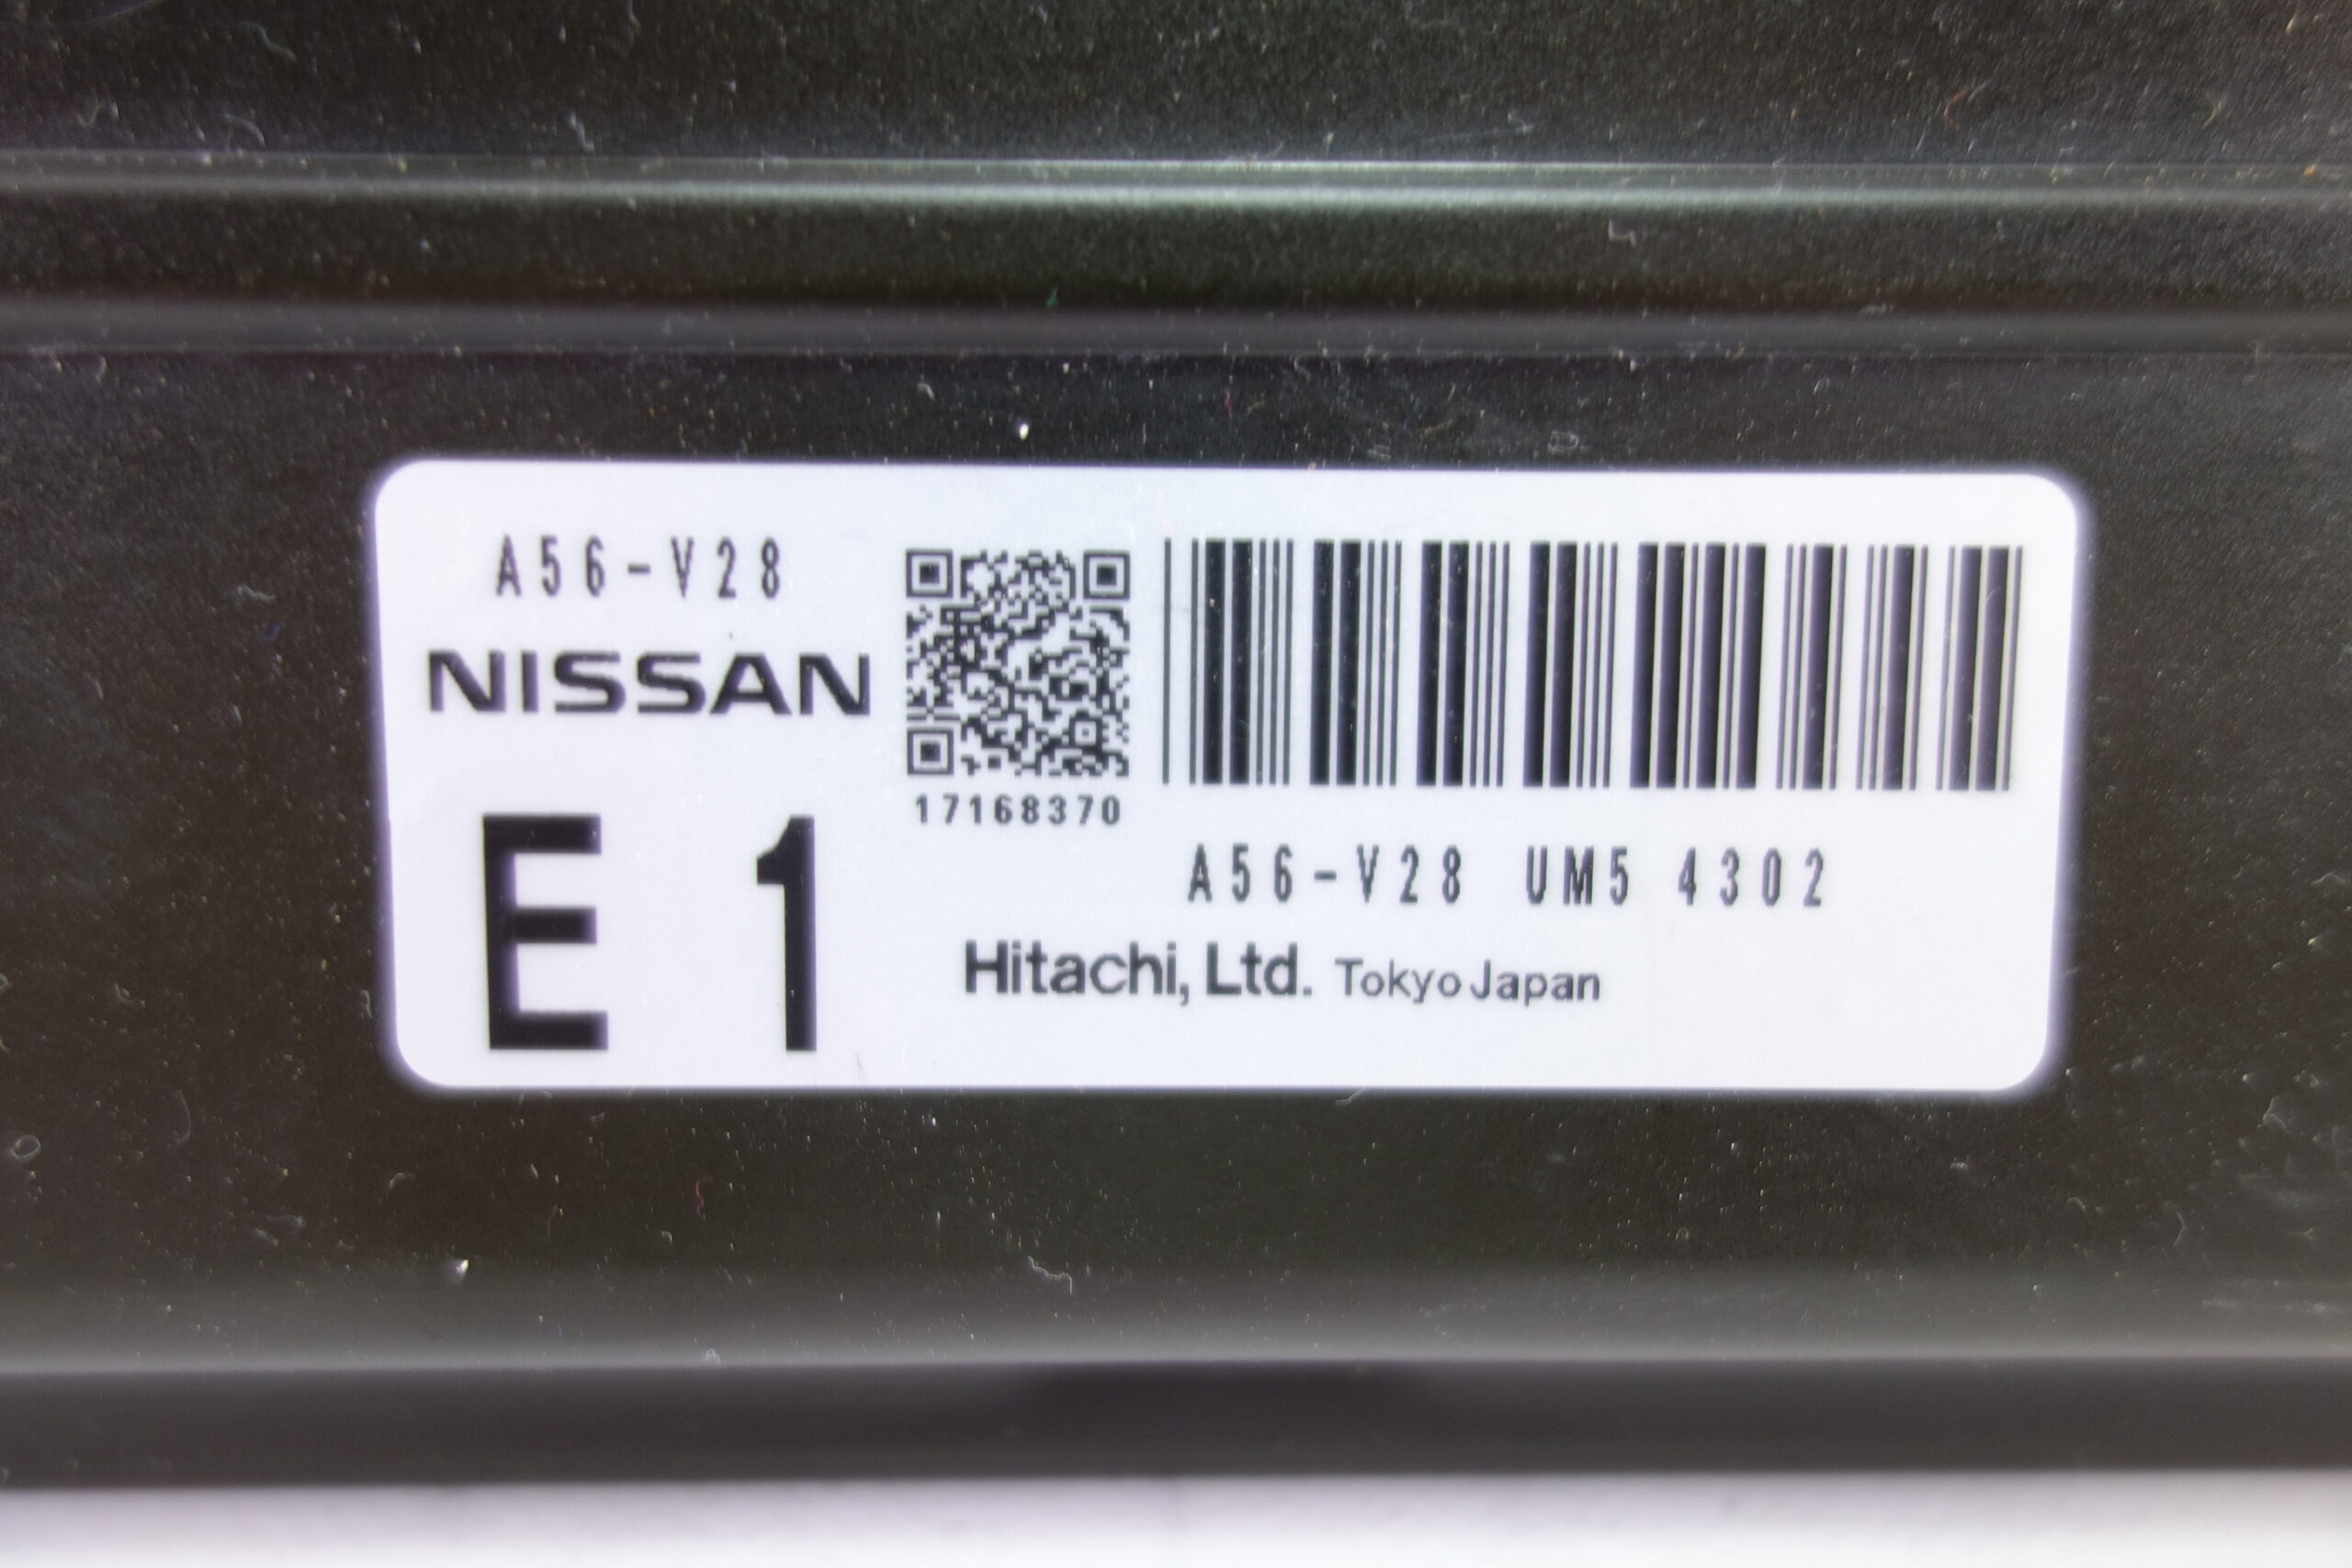 A56-V28
NISSAN
E 1
17168370
A56-V28 UM5 4302
Hitachi, Ltd. Tokyo Japan